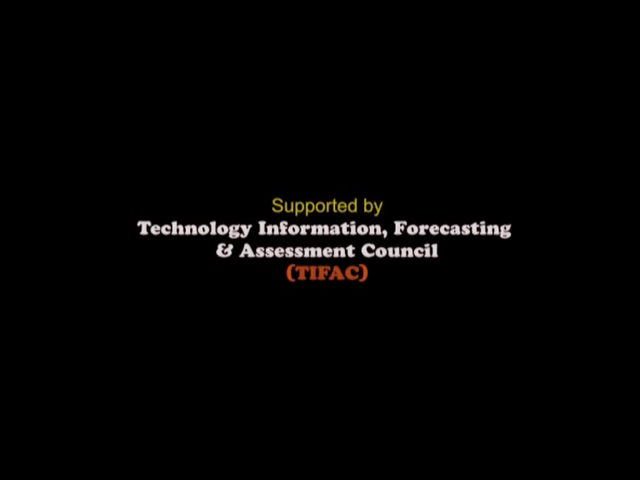 Supported by
Technology Information, Forecasting
& Assessment Council
(TIFAC)